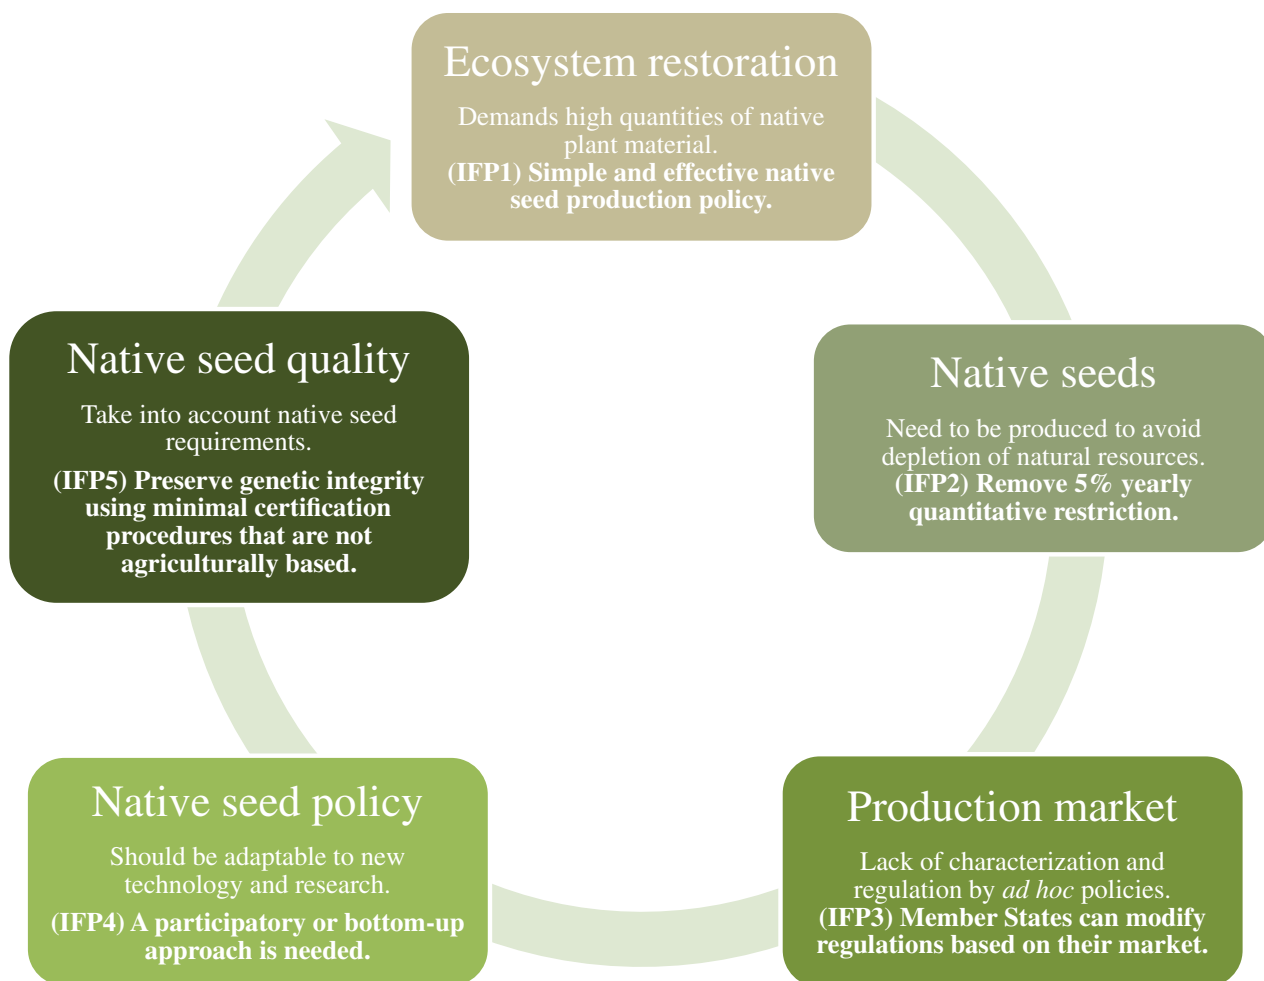 Ecosystem restoration
Demands high quantities of native
plant material.
(IFP1) Simple and effective native
seed production policy.
Native seeds
Need to be produced to avoid
depletion of natural resources.
(IFP2) Remove 5% yearly
quantitative restriction.
Production market
Lack of characterization and
regulation by ad hoc policies.
(IFP3) Member States can modify
regulations based on their market.
Native seed policy
Should be adaptable to new
technology and research.
(IFP4) A participatory or bottom-up
approach is needed.
Native seed quality
Take into account native seed
requirements.
(IFP5) Preserve genetic integrity
using minimal certification
procedures that are not
agriculturally based.